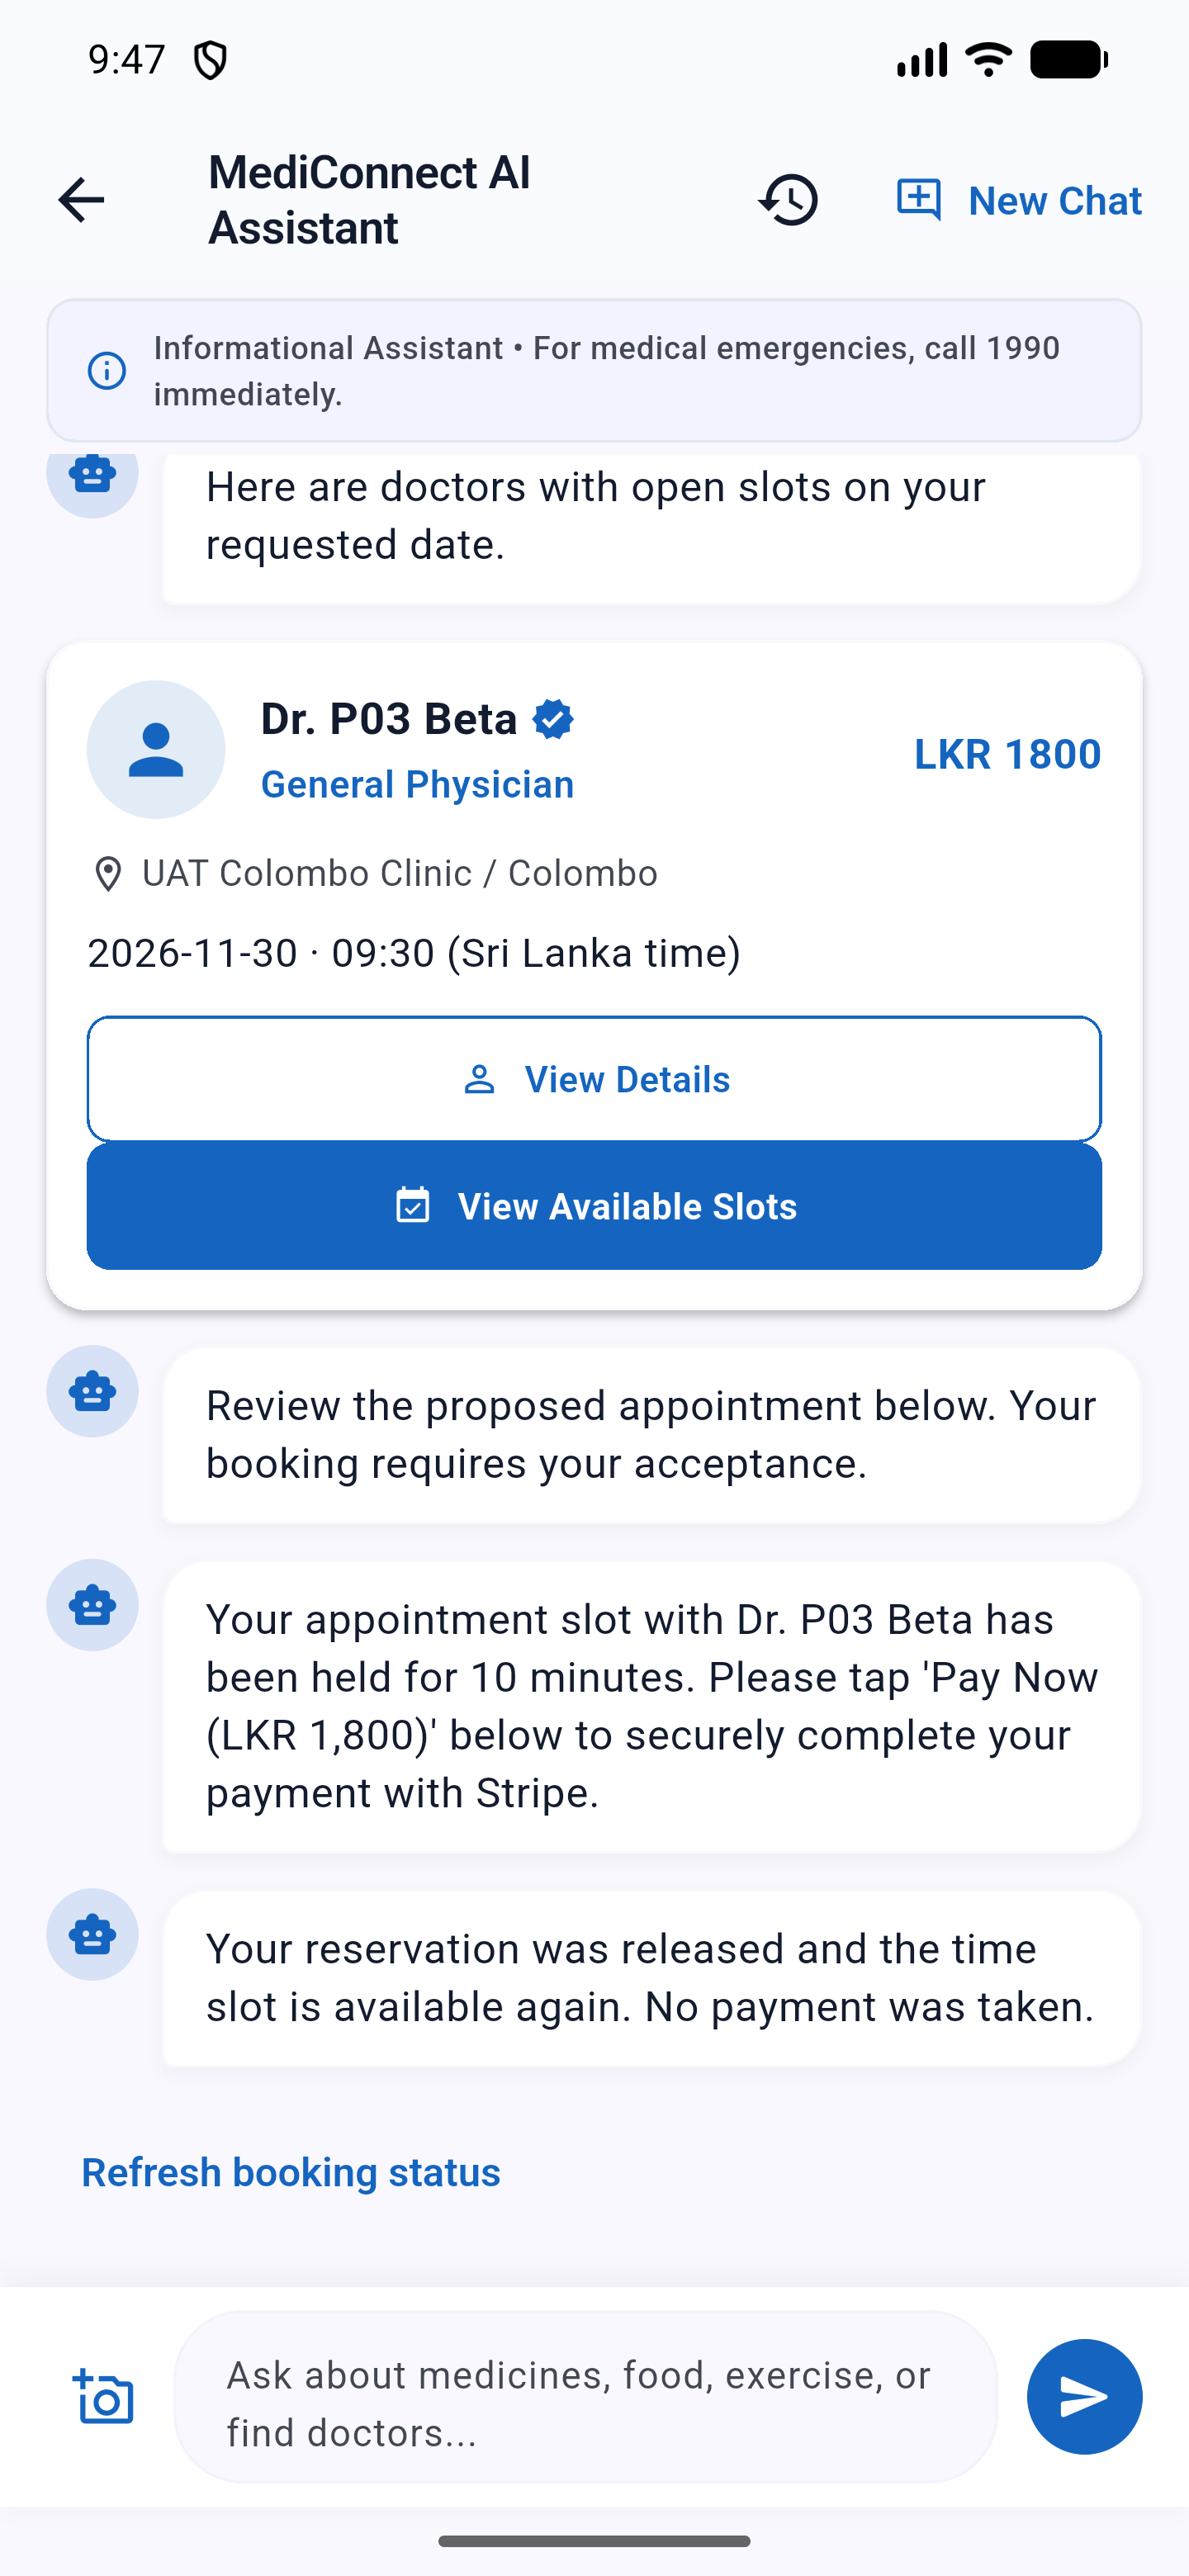 9:47
MediConnect AI
Assistant
New Chat
Informational Assistant • For medical emergencies, call 1990
immediately.
Here are doctors with open slots on your
requested date.
Dr. P03 Beta
General Physician
LKR 1800
UAT Colombo Clinic / Colombo
2026-11-30 · 09:30 (Sri Lanka time)
View Details
View Available Slots
Review the proposed appointment below. Your
booking requires your acceptance.
Your appointment slot with Dr. P03 Beta has
been held for 10 minutes. Please tap 'Pay Now
(LKR 1,800)' below to securely complete your
payment with Stripe.
Your reservation was released and the time
slot is available again. No payment was taken.
Refresh booking status
Ask about medicines, food, exercise, or
find doctors...